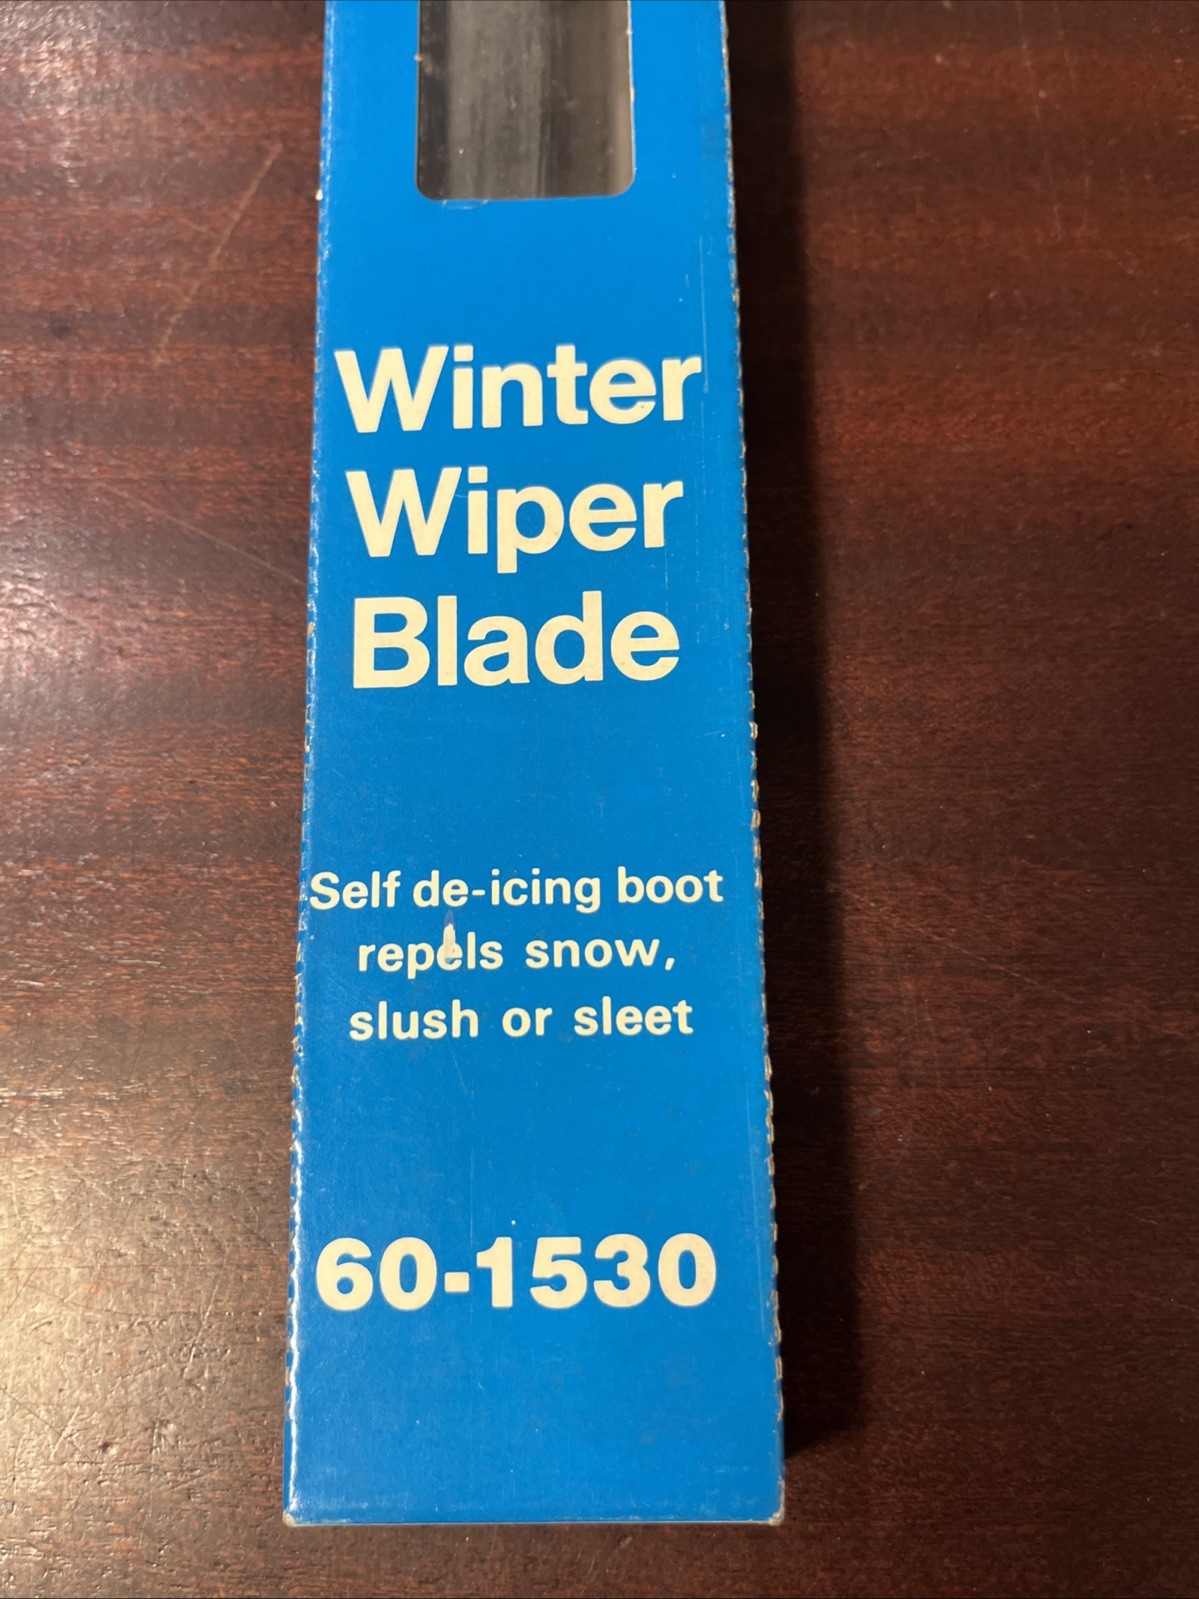 Winter
Wiper
Blade
Self de-icing boot
repels snow,
slush or sleet
60-1530